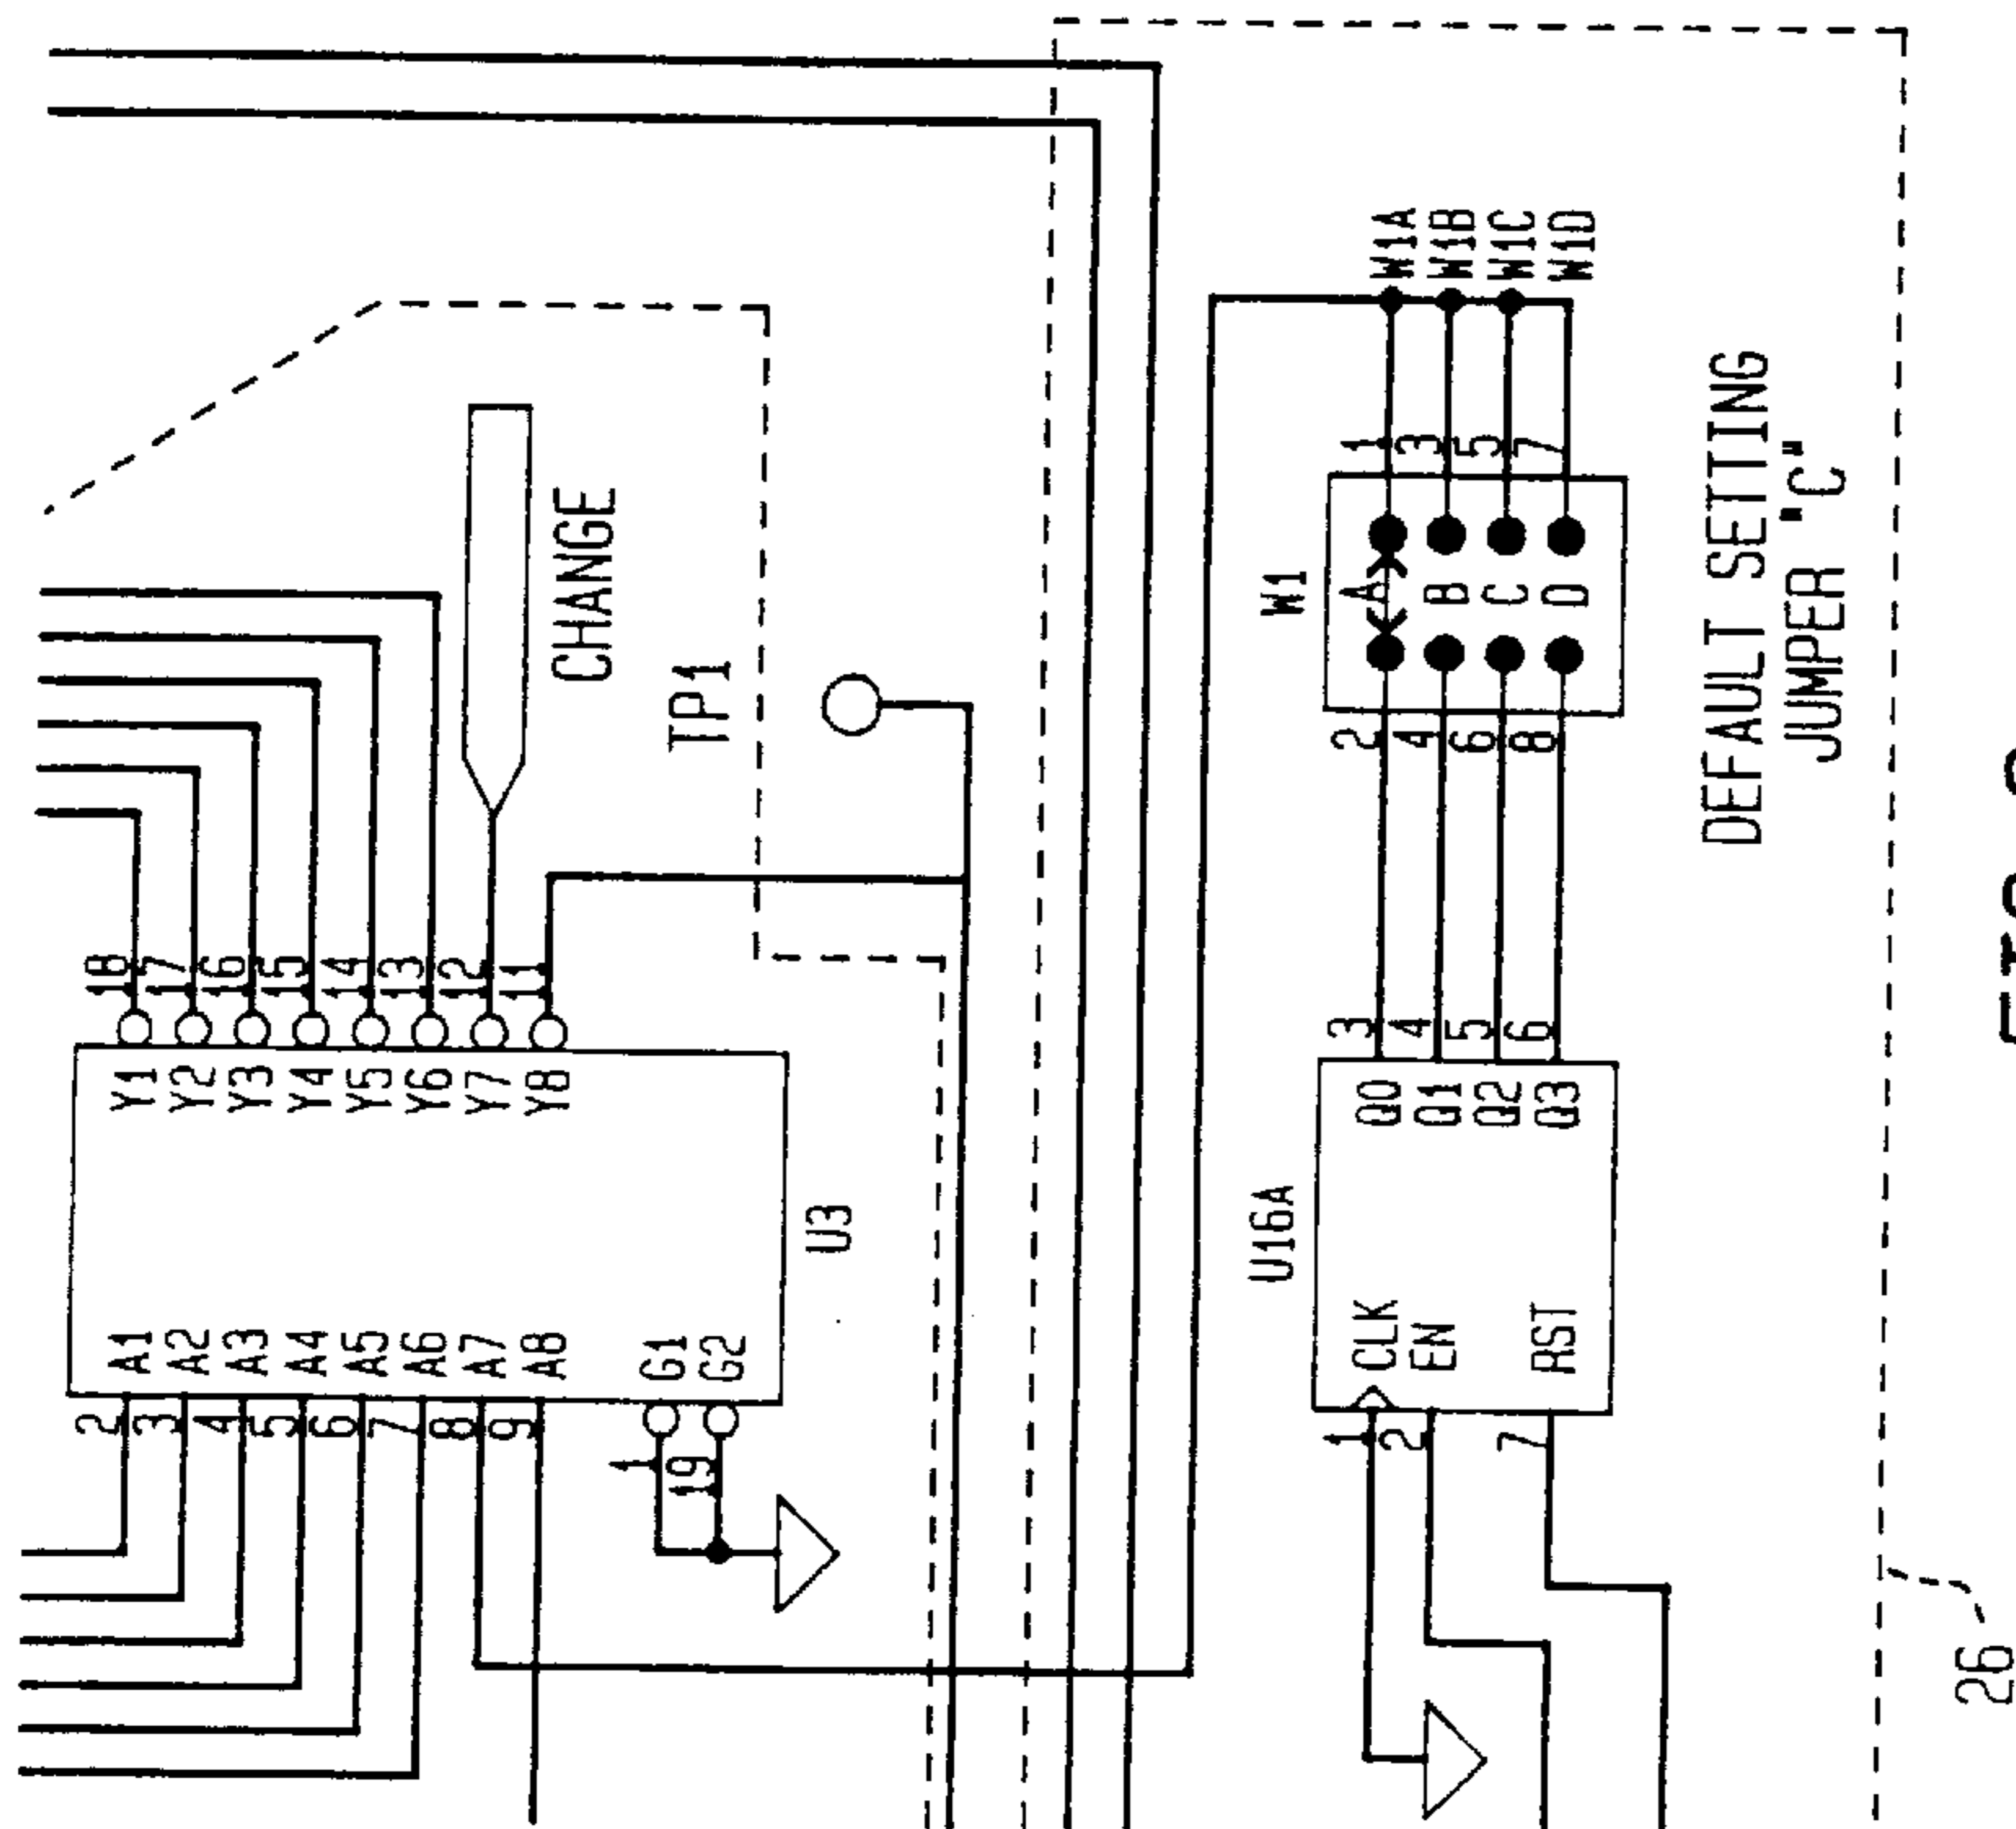 W1A
W1B
W1C
W1D
1
3
5
7
W1
A
B
C
D
2
4
6
8
DEFAULT SETTING
JUMPER "C"
CHANGE
TP1
18
17
16
15
14
13
12
11
Y1
Y2
Y3
Y4
Y5
Y6
Y7
Y8
U3
A1
A2
A3
A4
A5
A6
A7
A8
G1
G2
2
3
4
5
6
7
8
9
1
19
3
4
5
6
Q0
Q1
Q2
Q3
U16A
CLK
EN
RST
1
2
7
26